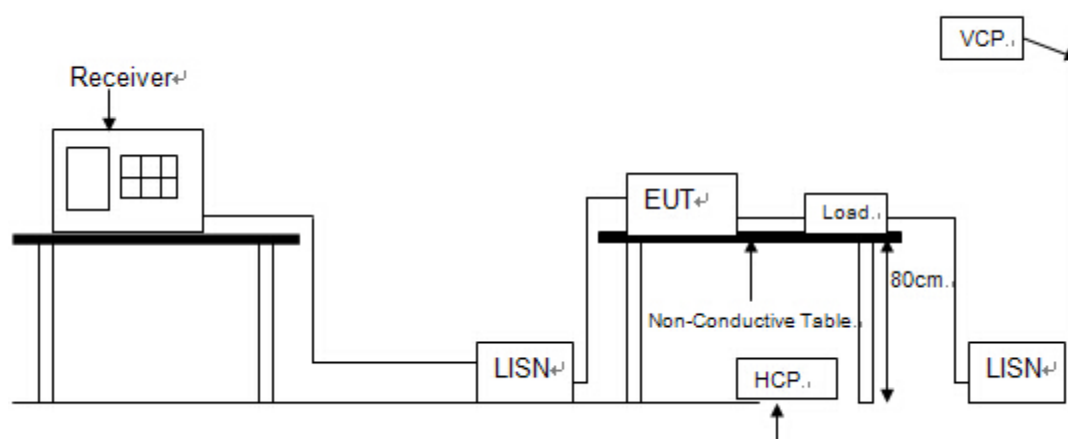 VCP.
Receiver↵
EUT↵
Load.
80cm.
Non-Conductive Table.
LISN↵
HCP.
LISN↵